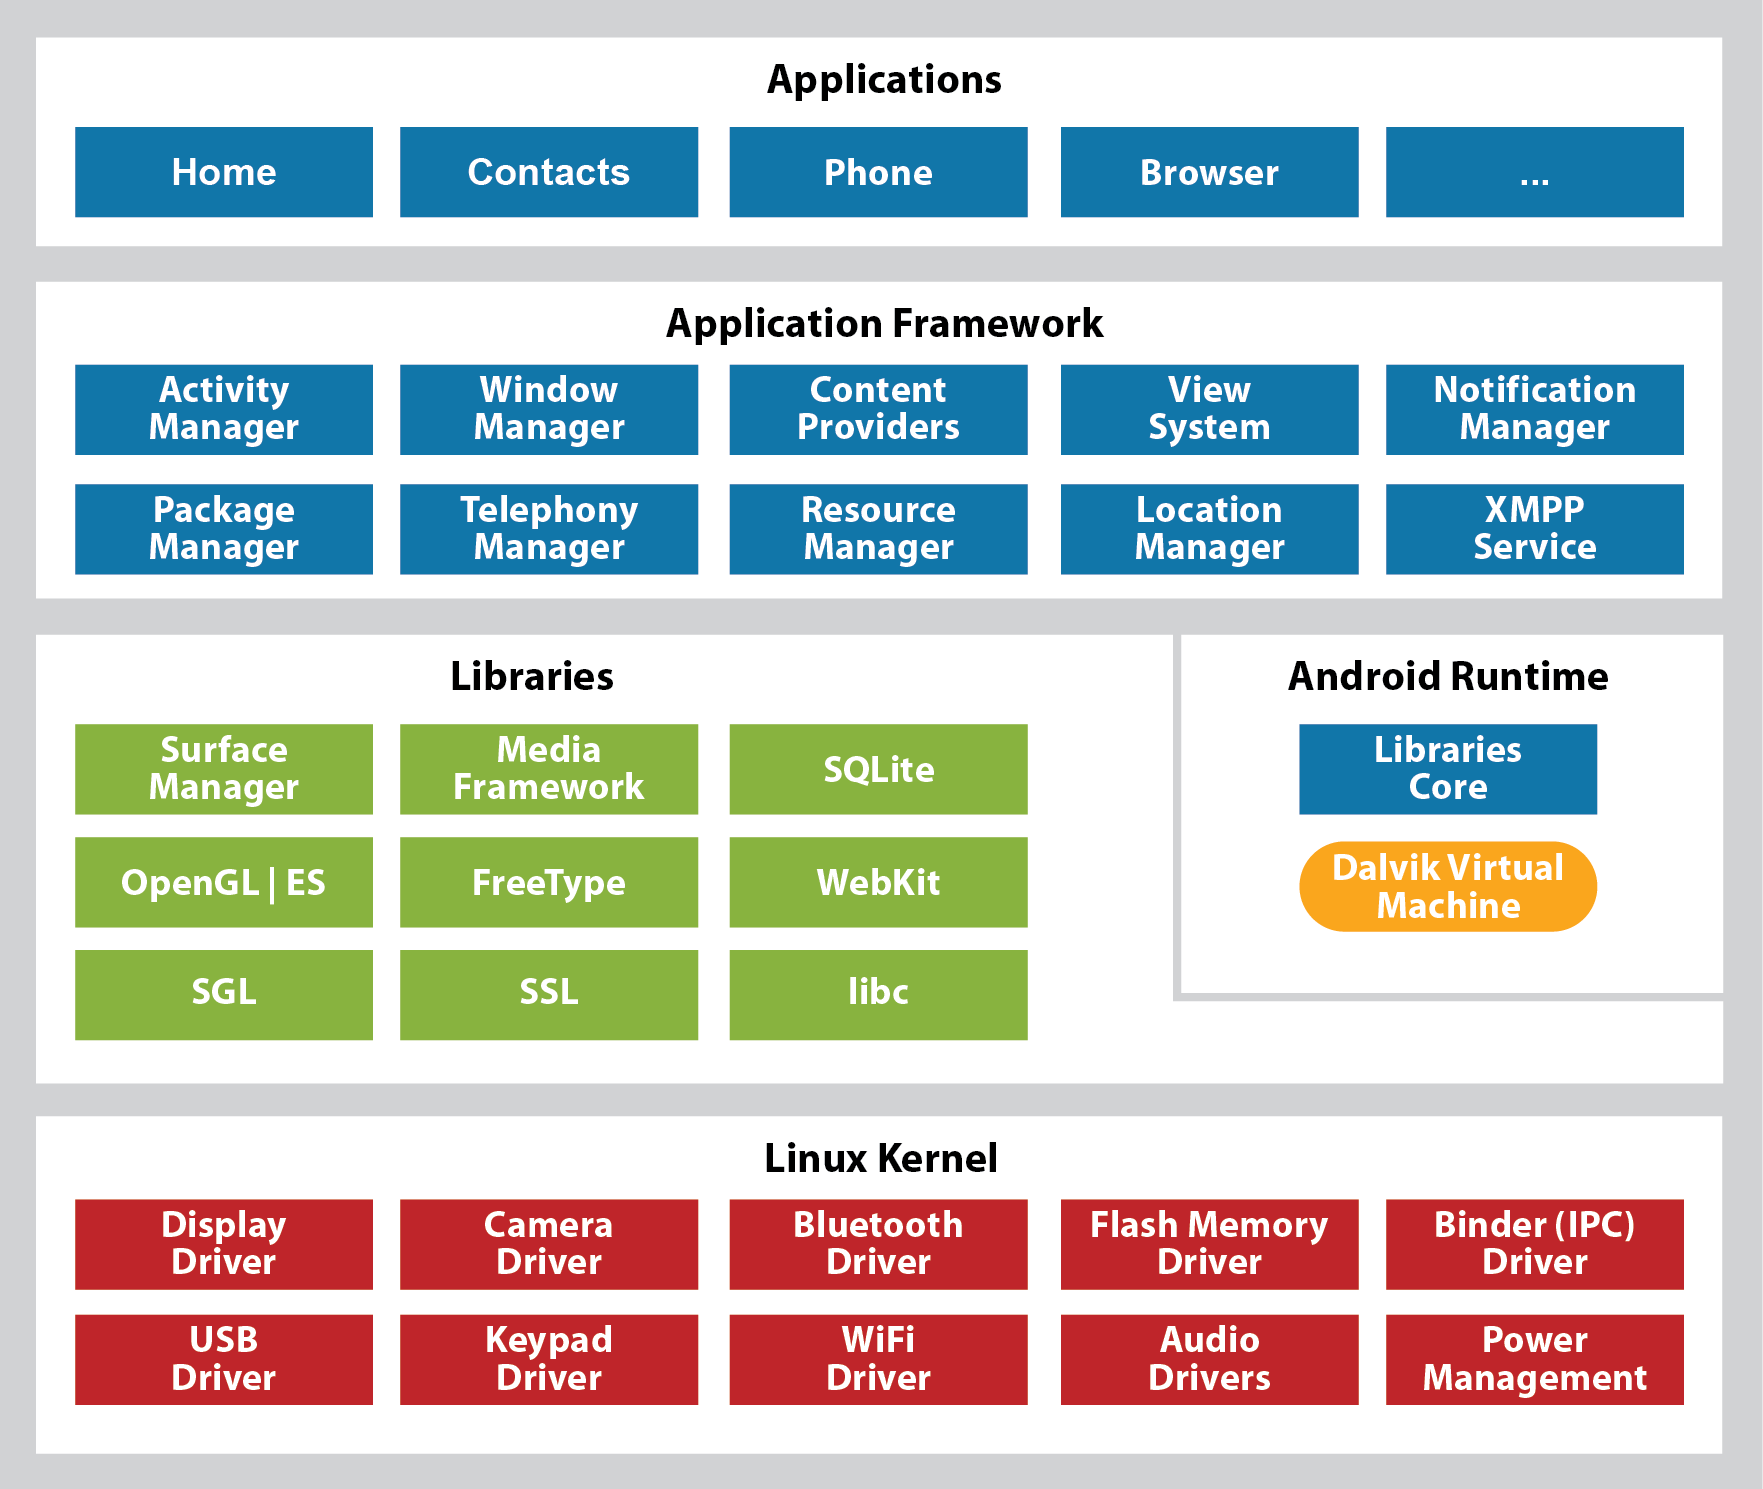 Applications
Home
Contacts
Phone
Browser
...
Application Framework
Activity
Manager
Window
Manager
Content
Providers
View
System
Notification
Manager
Package
Manager
Telephony
Manager
Resource
Manager
Location
Manager
XMPP
Service
Libraries
Surface
Manager
Media
Framework
SQLite
OpenGL | ES
FreeType
WebKit
SGL
SSL
libc
Android Runtime
Libraries
Core
Dalvik Virtual
Machine
Linux Kernel
Display
Driver
Camera
Driver
Bluetooth
Driver
Flash Memory
Driver
Binder (IPC)
Driver
USB
Driver
Keypad
Driver
WiFi
Driver
Audio
Drivers
Power
Management